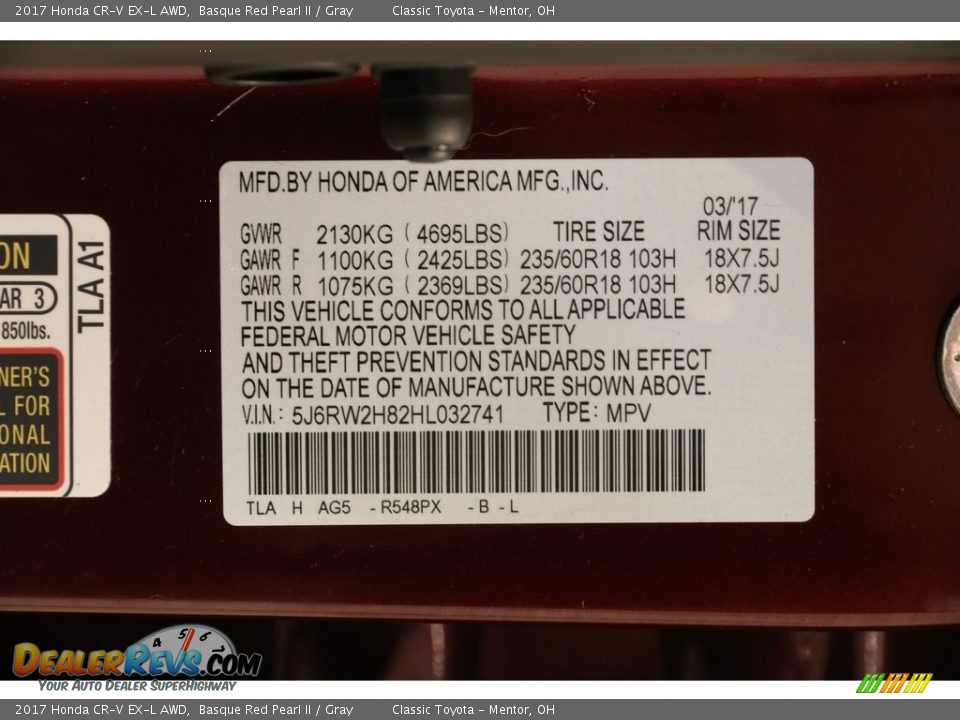 2017 Honda CR-V EX-L AWD, Basque Red Pearl II / Gray Classic Toyota - Mentor, OH
MFD.BY HONDA OF AMERICA MFG.,INC.
03/'17
GVWR 2130KG ( 4695LBS) TIRE SIZE RIM SIZE
GAWR F 1100KG ( 2425LBS) 235/60R18 103H 18X7.5J
GAWR R 1075KG ( 2369LBS) 235/60R18 103H 18X7.5J
THIS VEHICLE CONFORMS TO ALL APPLICABLE
FEDERAL MOTOR VEHICLE SAFETY
AND THEFT PREVENTION STANDARDS IN EFFECT
ON THE DATE OF MANUFACTURE SHOWN ABOVE.
V.I.N.: 5J6RW2H82HL032741 TYPE: MPV
TLA H AG5 -R548PX -B -L
ON
AR 3
850lbs.
NER'S
L FOR
ONAL
ATION
TLA A1
4 5 6
DEALERREVS.COM
YOUR AUTO DEALER SUPERHIGHWAY
2017 Honda CR-V EX-L AWD, Basque Red Pearl II / Gray Classic Toyota - Mentor, OH